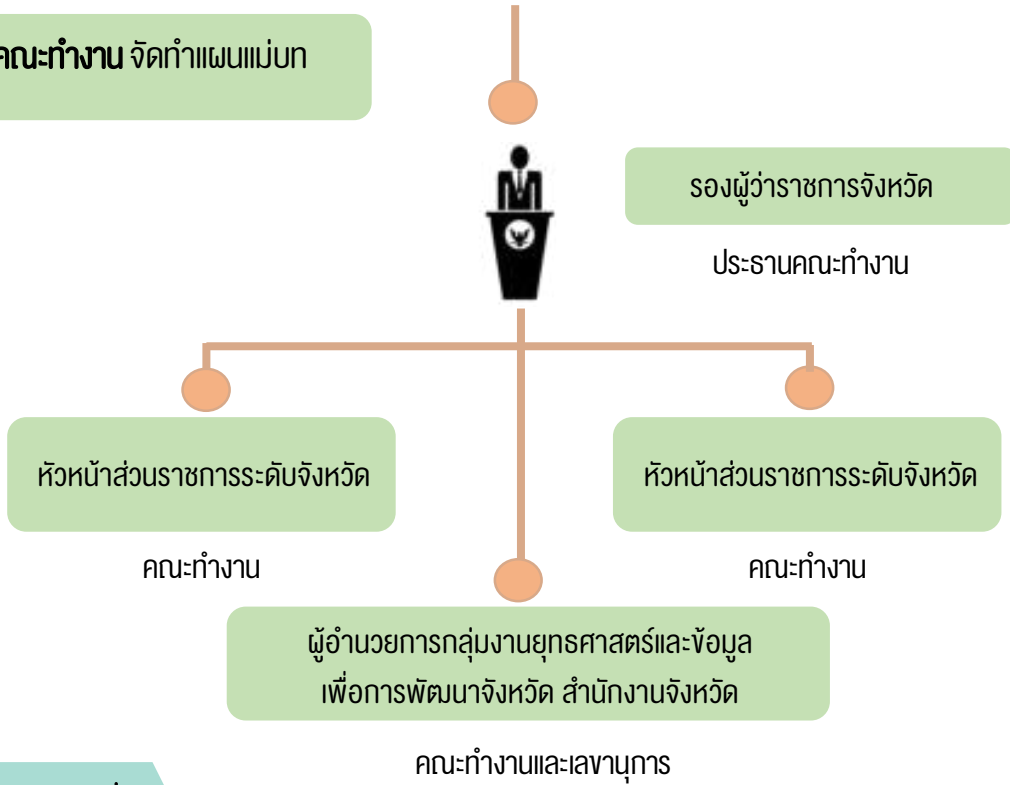 คณะทำงาน จัดทำแผนแม่บท
รองผู้ว่าราชการจังหวัด
ประธานคณะทำงาน
หัวหน้าส่วนราชการระดับจังหวัด
คณะทำงาน
หัวหน้าส่วนราชการระดับจังหวัด
คณะทำงาน
ผู้อำนวยการกลุ่มงานยุทธศาสตร์และข้อมูล
เพื่อการพัฒนาจังหวัด สำนักงานจังหวัด
คณะทำงานและเลขานุการ